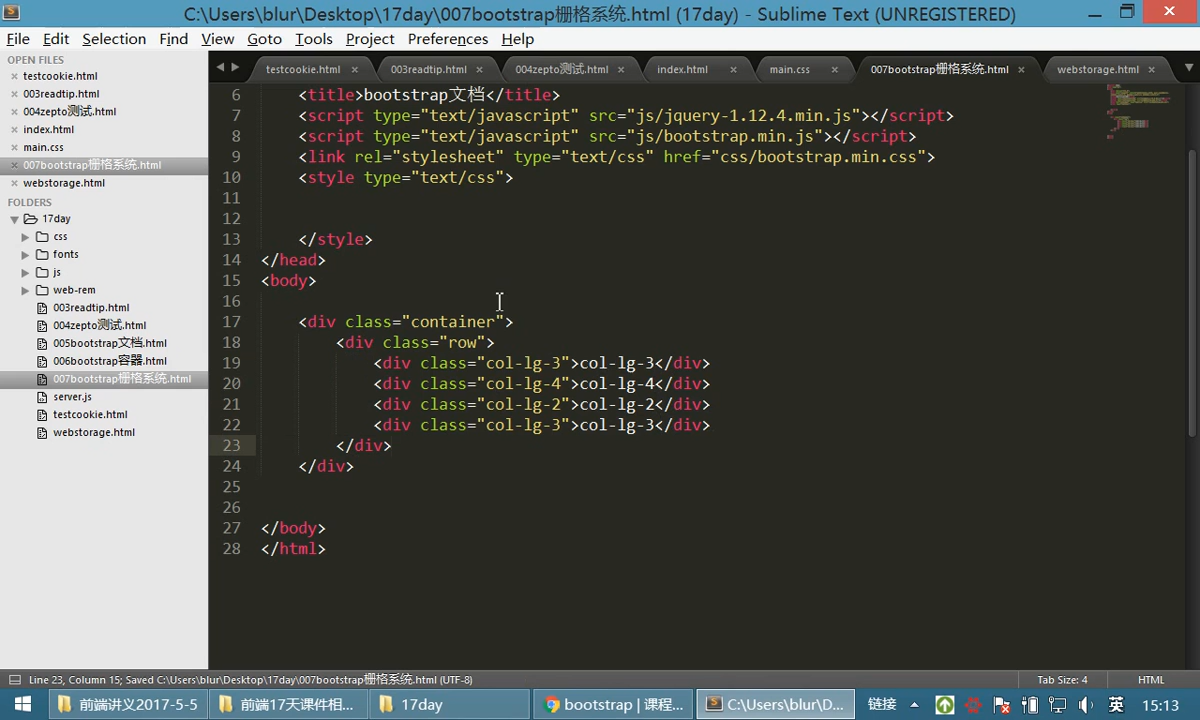 C:\Users\blur\Desktop\17day\007bootstrap栅格系统.html (17day) - Sublime Text (UNREGISTERED)
File Edit Selection Find View Goto Tools Project Preferences Help
OPEN FILES
testcookie.html
003readtip.html
004zepto测试.html
index.html
main.css
007bootstrap栅格系统.html
webstorage.html
FOLDERS
17day
css
fonts
js
web-rem
003readtip.html
004zepto测试.html
005bootstrap文档.html
006bootstrap容器.html
007bootstrap栅格系统.html
server.js
testcookie.html
webstorage.html
testcookie.html 003readtip.html 004zepto测试.html index.html main.css 007bootstrap栅格系统.html webstorage.html
6 <title>bootstrap文档</title>
7 <script type="text/javascript" src="js/jquery-1.12.4.min.js"></script>
8 <script type="text/javascript" src="js/bootstrap.min.js"></script>
9 <link rel="stylesheet" type="text/css" href="css/bootstrap.min.css">
10 <style type="text/css">
11
12
13 </style>
14 </head>
15 <body>
16
17 <div class="container">
18 <div class="row">
19 <div class="col-lg-3">col-lg-3</div>
20 <div class="col-lg-4">col-lg-4</div>
21 <div class="col-lg-2">col-lg-2</div>
22 <div class="col-lg-3">col-lg-3</div>
23 </div>
24 </div>
25
26
27 </body>
28 </html>
Line 23, Column 15; Saved C:\Users\blur\Desktop\17day\007bootstrap栅格系统.html (UTF-8) Tab Size: 4 HTML
前端讲义2017-5-5 前端17天课件相... 17day bootstrap | 课程... C:\Users\blur\D... 链接 英 15:13